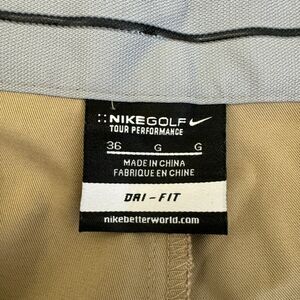 NIKEGOLF
TOUR PERFORMANCE
36 G G
MADE IN CHINA
FABRIQUE EN CHINE
DRI-FIT
nikebetterworld.com